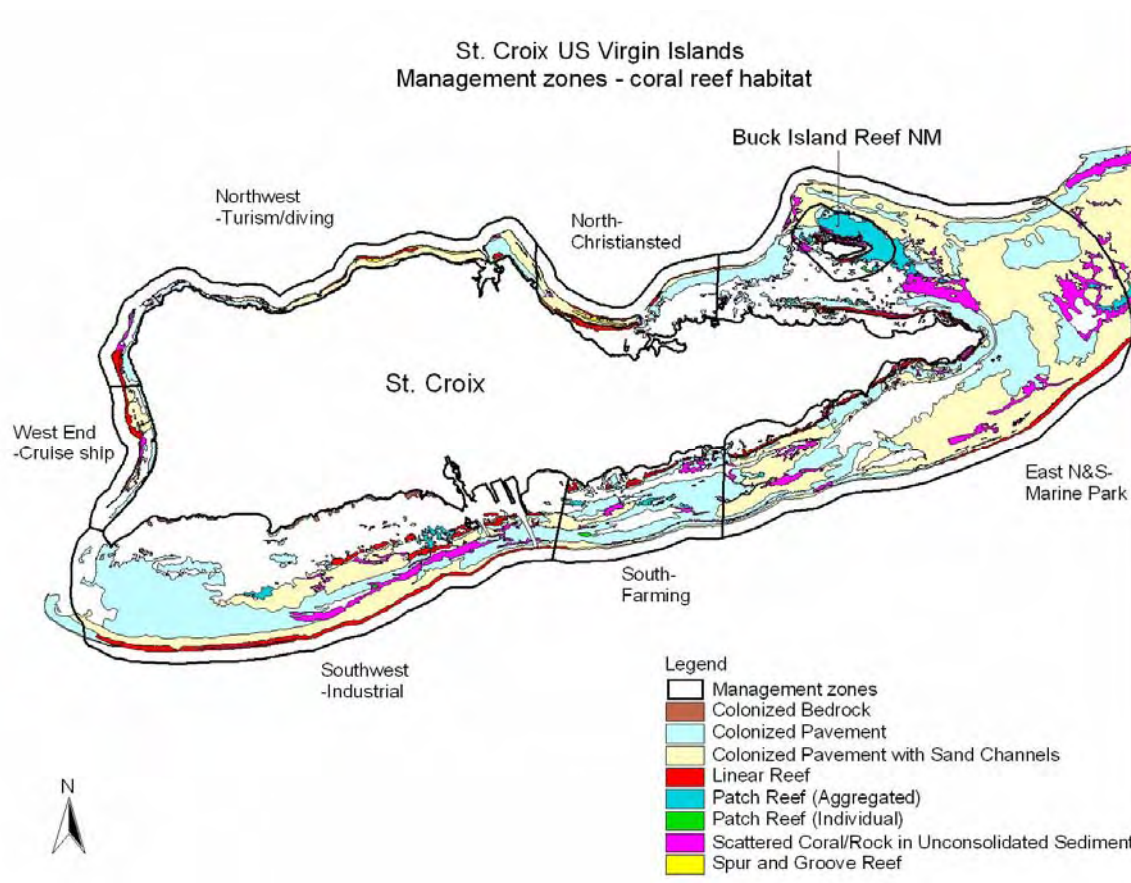 St. Croix US Virgin Islands
Management zones - coral reef habitat
Buck Island Reef NM
Northwest
-Turism/diving
North-
Christiansted
St. Croix
West End
-Cruise ship
East N&S-
Marine Park
South-
Farming
Southwest
-Industrial
Legend
Management zones
Colonized Bedrock
Colonized Pavement
Colonized Pavement with Sand Channels
Linear Reef
Patch Reef (Aggregated)
Patch Reef (Individual)
Scattered Coral/Rock in Unconsolidated Sediment
Spur and Groove Reef
N